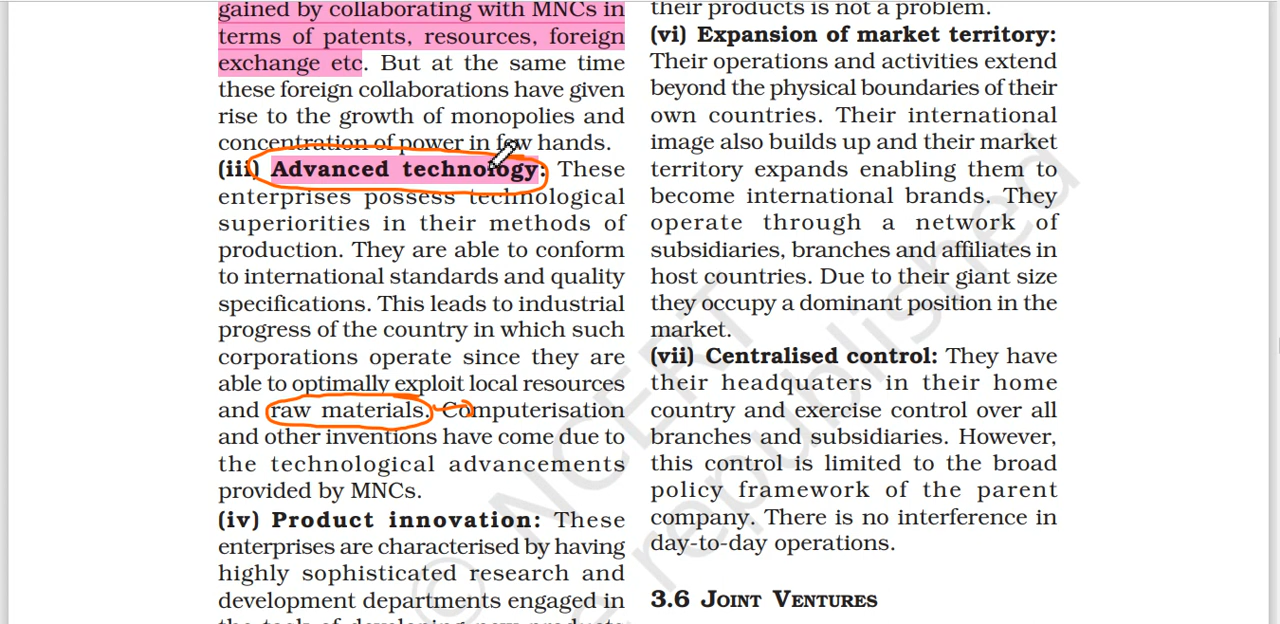 gained by collaborating with MNCs in
terms of patents, resources, foreign
exchange etc. But at the same time
these foreign collaborations have given
rise to the growth of monopolies and
concentration of power in few hands.
(iii) Advanced technology: These
enterprises possess technological
superiorities in their methods of
production. They are able to conform
to international standards and quality
specifications. This leads to industrial
progress of the country in which such
corporations operate since they are
able to optimally exploit local resources
and raw materials. Computerisation
and other inventions have come due to
the technological advancements
provided by MNCs.
(iv) Product innovation: These
enterprises are characterised by having
highly sophisticated research and
development departments engaged in
the task of developing new products
their products is not a problem.
(vi) Expansion of market territory:
Their operations and activities extend
beyond the physical boundaries of their
own countries. Their international
image also builds up and their market
territory expands enabling them to
become international brands. They
operate through a network of
subsidiaries, branches and affiliates in
host countries. Due to their giant size
they occupy a dominant position in the
market.
(vii) Centralised control: They have
their headquaters in their home
country and exercise control over all
branches and subsidiaries. However,
this control is limited to the broad
policy framework of the parent
company. There is no interference in
day-to-day operations.
3.6 JOINT VENTURES
© NCERT
be republished